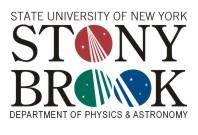 STATE UNIVERSITY OF NEW YORK
STONY
BROOK
DEPARTMENT OF PHYSICS & ASTRONOMY